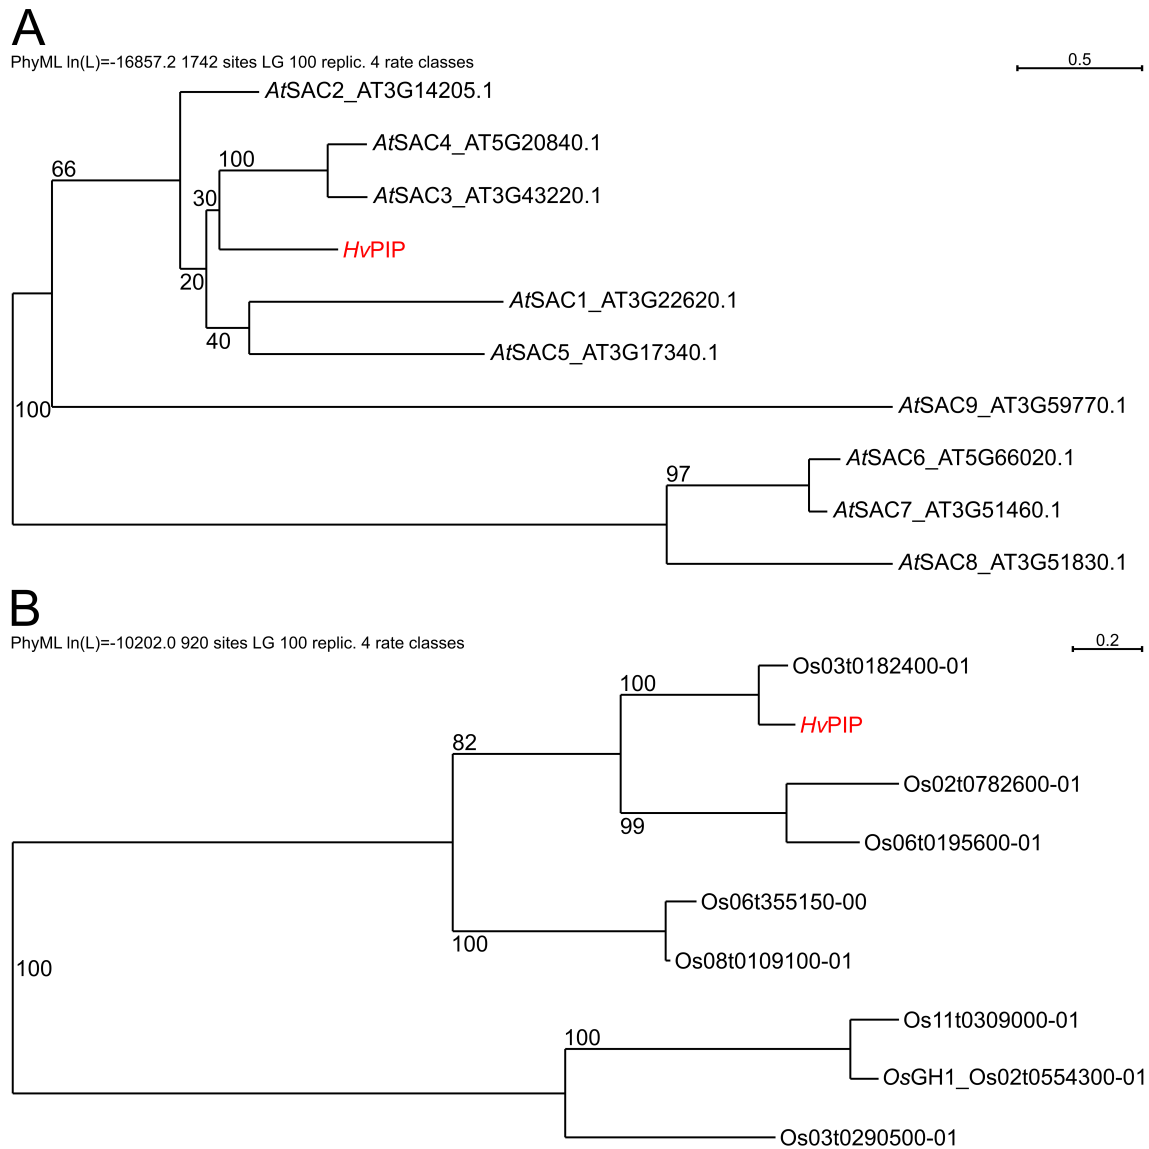 A
PhyML ln(L)=-16857.2 1742 sites LG 100 replic. 4 rate classes
0.5
AtSAC2_AT3G14205.1
AtSAC4_AT5G20840.1
100
66
AtSAC3_AT3G43220.1
30
HvPIP
20
AtSAC1_AT3G22620.1
40
AtSAC5_AT3G17340.1
100
AtSAC9_AT3G59770.1
AtSAC6_AT5G66020.1
97
AtSAC7_AT3G51460.1
AtSAC8_AT3G51830.1
B
PhyML ln(L)=-10202.0 920 sites LG 100 replic. 4 rate classes
0.2
Os03t0182400-01
100
HvPIP
82
Os02t0782600-01
99
Os06t0195600-01
Os06t355150-00
100
Os08t0109100-01
100
Os11t0309000-01
100
OsGH1_Os02t0554300-01
Os03t0290500-01